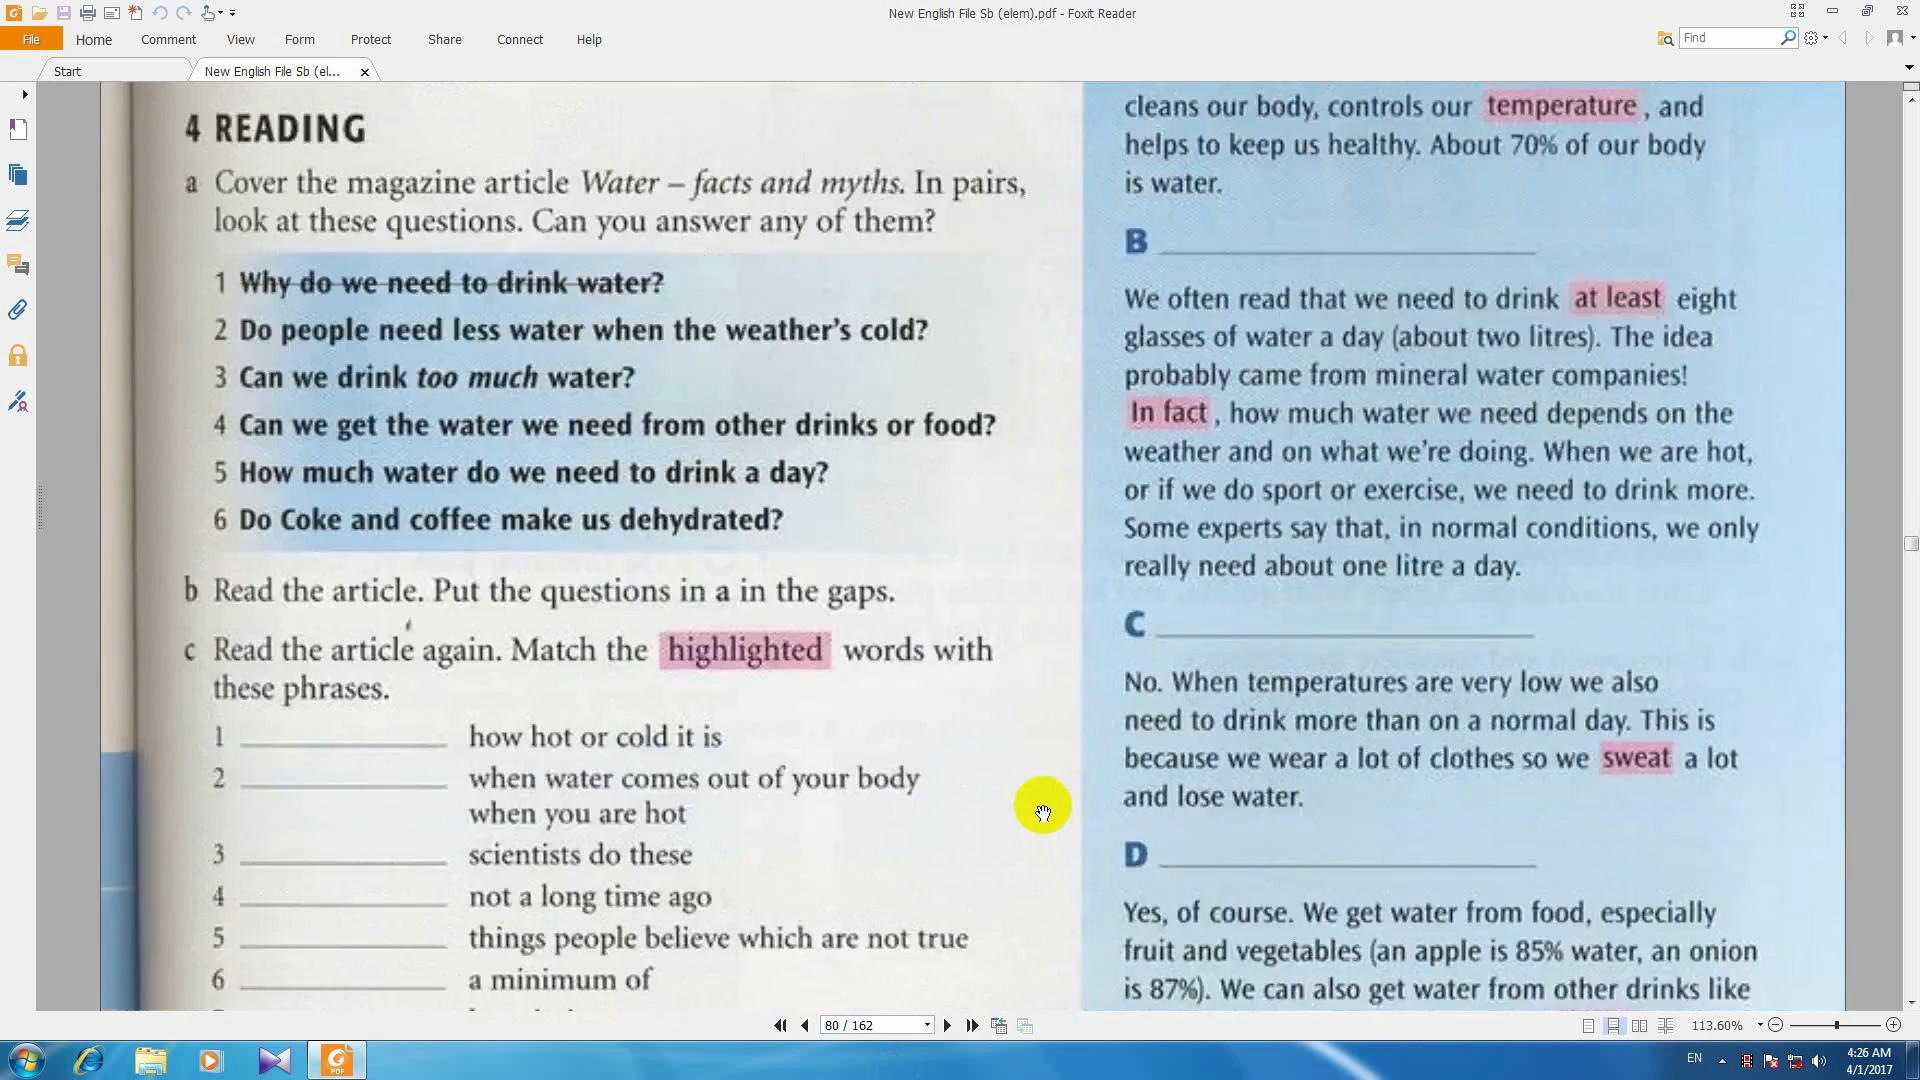 New English File Sb (elem).pdf - Foxit Reader
File Home Comment View Form Protect Share Connect Help
Find
Start
New English File Sb (el...
4 READING
a Cover the magazine article Water – facts and myths. In pairs,
look at these questions. Can you answer any of them?
1 Why do we need to drink water?
2 Do people need less water when the weather's cold?
3 Can we drink too much water?
4 Can we get the water we need from other drinks or food?
5 How much water do we need to drink a day?
6 Do Coke and coffee make us dehydrated?
b Read the article. Put the questions in a in the gaps.
c Read the article again. Match the highlighted words with
these phrases.
1 how hot or cold it is
2 when water comes out of your body
when you are hot
3 scientists do these
4 not a long time ago
5 things people believe which are not true
6 a minimum of
cleans our body, controls our temperature, and
helps to keep us healthy. About 70% of our body
is water.
B
We often read that we need to drink at least eight
glasses of water a day (about two litres). The idea
probably came from mineral water companies!
In fact, how much water we need depends on the
weather and on what we're doing. When we are hot,
or if we do sport or exercise, we need to drink more.
Some experts say that, in normal conditions, we only
really need about one litre a day.
C
No. When temperatures are very low we also
need to drink more than on a normal day. This is
because we wear a lot of clothes so we sweat a lot
and lose water.
D
Yes, of course. We get water from food, especially
fruit and vegetables (an apple is 85% water, an onion
is 87%). We can also get water from other drinks like
80 / 162
113.60%
PDF
EN
4:26 AM
4/1/2017